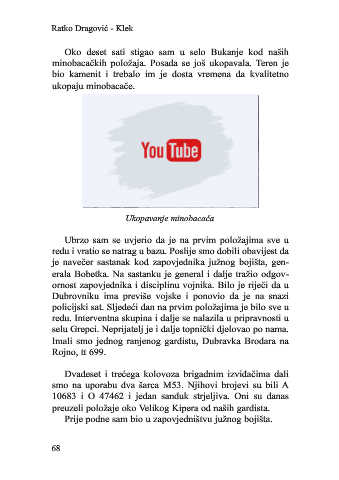 Ratko Dragović - Klek
Oko deset sati stigao sam u selo Bukanje kod naših
minobacačkih položaja. Posada se još ukopavala. Teren je
bio kamenit i trebalo im je dosta vremena da kvalitetno
ukopaju minobacače.
YouTube
Ukopavanje minobacača
Ubrzo sam se uvjerio da je na prvim položajima sve u
redu i vratio se natrag u bazu. Poslije smo dobili obavijest da
je navečer sastanak kod zapovjednika južnog bojišta, gen-
erala Bobetka. Na sastanku je general i dalje tražio odgov-
ornost zapovjednika i disciplinu vojnika. Bilo je riječi da u
Dubrovniku ima previše vojske i ponovio da je na snazi
policijski sat. Sljedeći dan na prvim položajima je bilo sve u
redu. Interventna skupina i dalje se nalazila u pripravnosti u
selu Grepci. Neprijatelj je i dalje topnički djelovao po nama.
Imali smo jednog ranjenog gardistu, Dubravka Brodara na
Rojno, tt 699.
Dvadeset i trećega kolovoza brigadnim izviđačima dali
smo na uporabu dva šarca M53. Njihovi brojevi su bili A
10683 i O 47462 i jedan sanduk strjeljiva. Oni su danas
preuzeli položaje oko Velikog Kipera od naših gardista.
Prije podne sam bio u zapovjedništvu južnog bojišta.
68